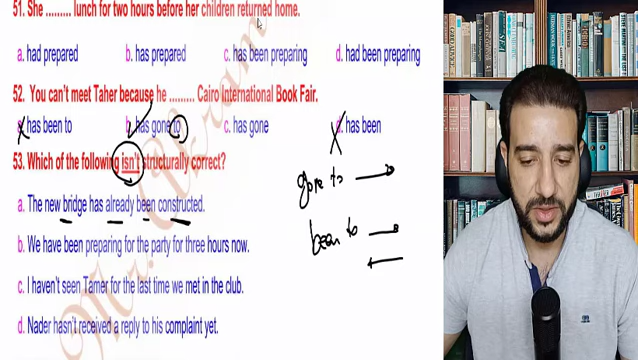 51. She ......... lunch for two hours before her children returned home.
a. had prepared b. has prepared c. has been preparing d. had been preparing
52. You can't meet Taher because he ......... Cairo International Book Fair.
a. has been to b. has gone to c. has gone d. has been
53. Which of the following isn't structurally correct?
gone to
a. The new bridge has already been constructed.
been to
b. We have been preparing for the party for three hours now.
c. I haven't seen Tamer for the last time we met in the club.
d. Nader hasn't received a reply to his complaint yet.